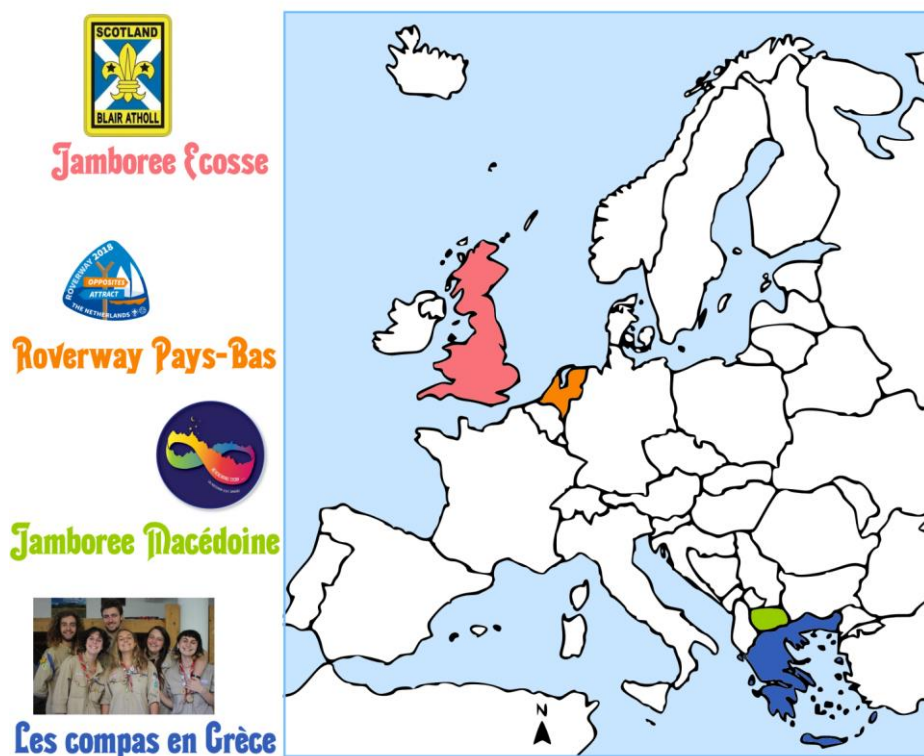 SCOTLAND
BLAIR ATHOLL
Jamboree Ecosse
ROVERWAY 2018
OPPOSITES
ATTRACT
THE NETHERLANDS
Roverway Pays-Bas
Jamboree Macédoine
Les compas en Grèce
N